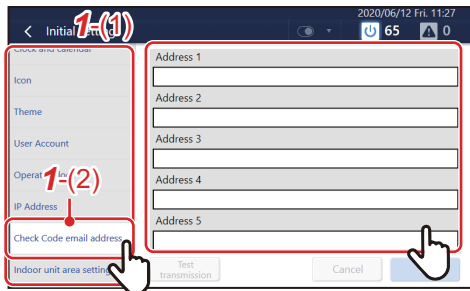 2020/06/12 Fri. 11:27
Initial
1-(1)
65
0
Clock and calendar
Icon
Theme
User Account
Operat
1-(2)
IP Address
Check Code email address
Indoor unit area setting
Address 1
Address 2
Address 3
Address 4
Address 5
Test
transmission
Cancel